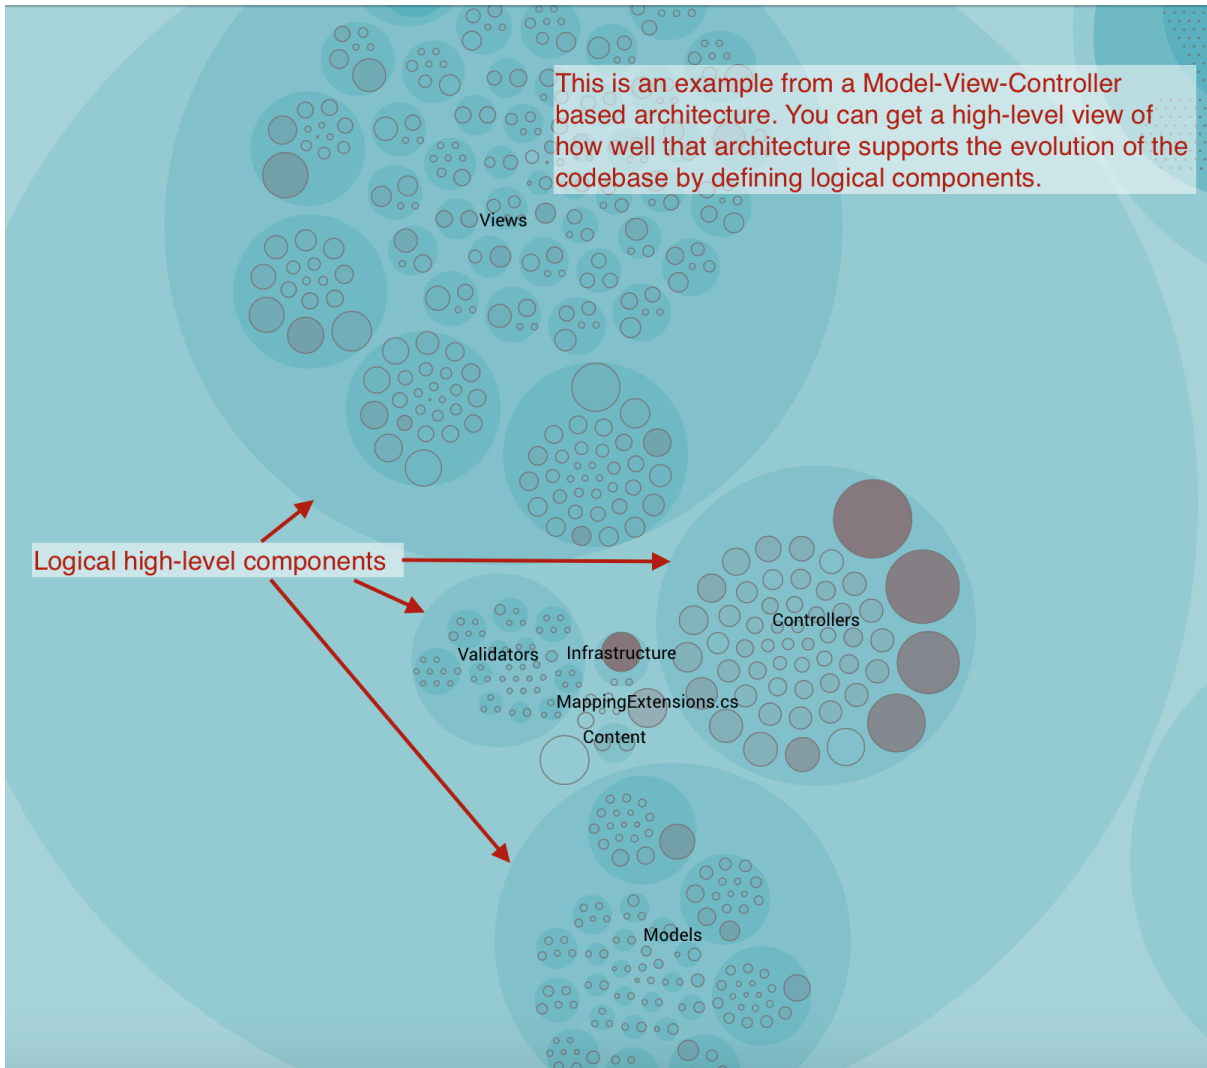 This is an example from a Model-View-Controller
based architecture. You can get a high-level view of
how well that architecture supports the evolution of the
codebase by defining logical components.
Views
Logical high-level components
Controllers
Validators
Infrastructure
MappingExtensions.cs
Content
Models